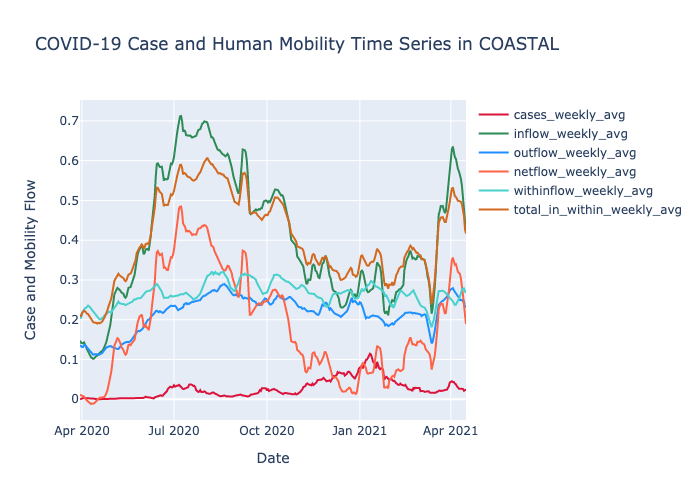 COVID-19 Case and Human Mobility Time Series in COASTAL
cases_weekly_avg
inflow_weekly_avg
outflow_weekly_avg
netflow_weekly_avg
withinflow_weekly_avg
total_in_within_weekly_avg
Case and Mobility Flow
0.7
0.6
0.5
0.4
0.3
0.2
0.1
0
Apr 2020
Jul 2020
Oct 2020
Jan 2021
Apr 2021
Date